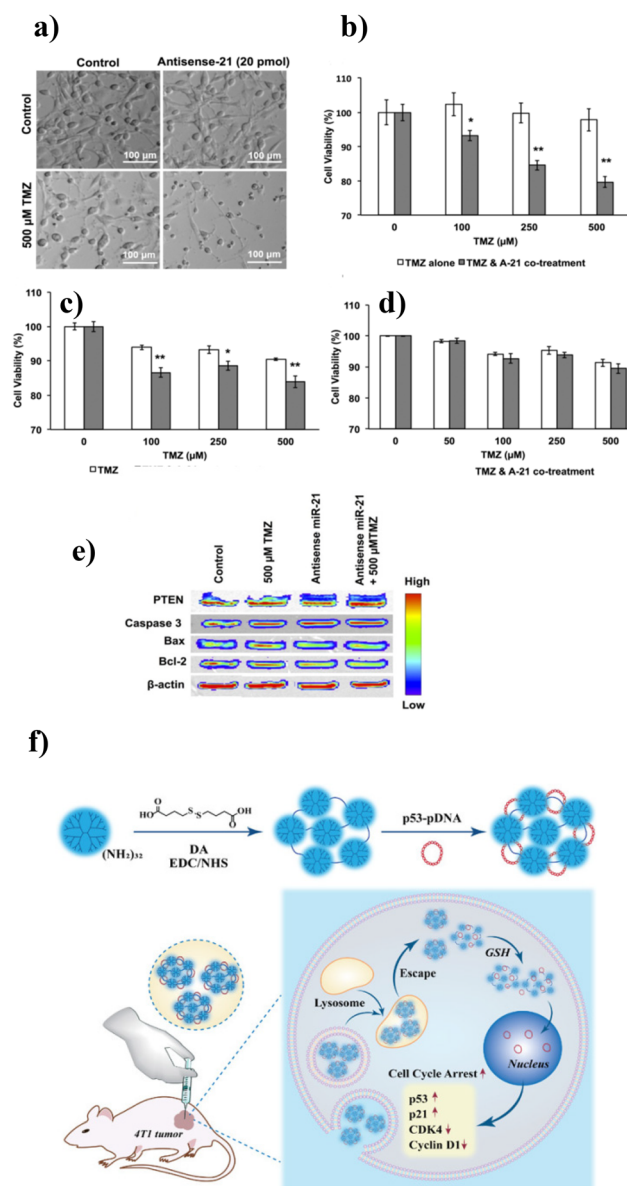 a)
Control Antisense-21 (20 pmol)
Control
100 µm 100 µm
500 µM TMZ
100 µm 100 µm
b)
Cell Viability (%)
110
100
90
80
70
* ** **
0 100 250 500
TMZ (µM)
TMZ alone TMZ & A-21 co-treatment
c)
Cell Viability (%)
110
100
90
80
70
** * **
0 100 250 500
TMZ (µM)
TMZ
d)
Cell Viability (%)
110
100
90
80
70
0 50 100 250 500
TMZ (µM)
TMZ & A-21 co-treatment
e)
Control
500 µM TMZ
Antisense miR-21
Antisense miR-21
+ 500 µMTMZ
PTEN
Caspase 3
Bax
Bcl-2
β-actin
High
Low
f)
(NH₂)₃₂
HO O S S O OH
DA
EDC/NHS
p53-pDNA
Lysosome
Escape
GSH
Nucleus
Cell Cycle Arrest ↑
p53 ↑
p21 ↑
CDK4 ↓
Cyclin D1 ↓
4T1 tumor